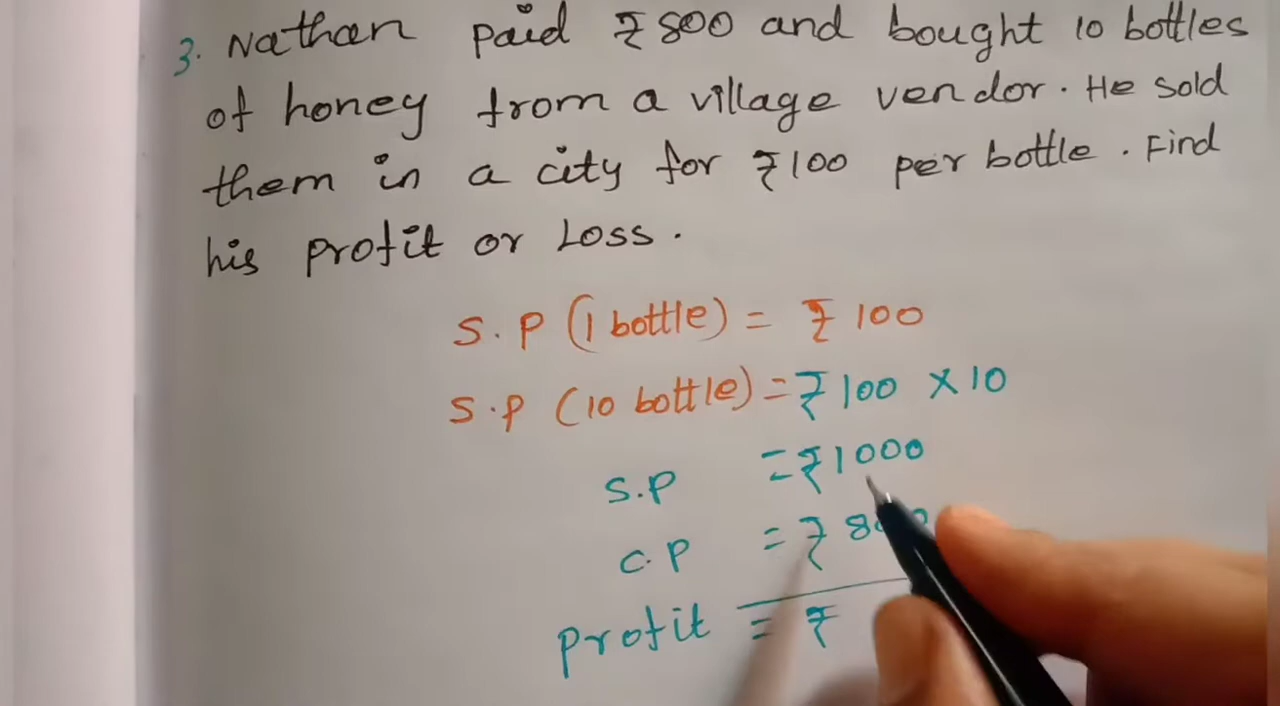 3. Nathan paid ₹800 and bought 10 bottles
of honey from a village vendor. He sold
them in a city for ₹100 per bottle. Find
his profit or Loss.
S.P (1 bottle) = ₹100
S.P (10 bottle) = ₹100 × 10
S.P = ₹1000
C.P = ₹
profit = ₹